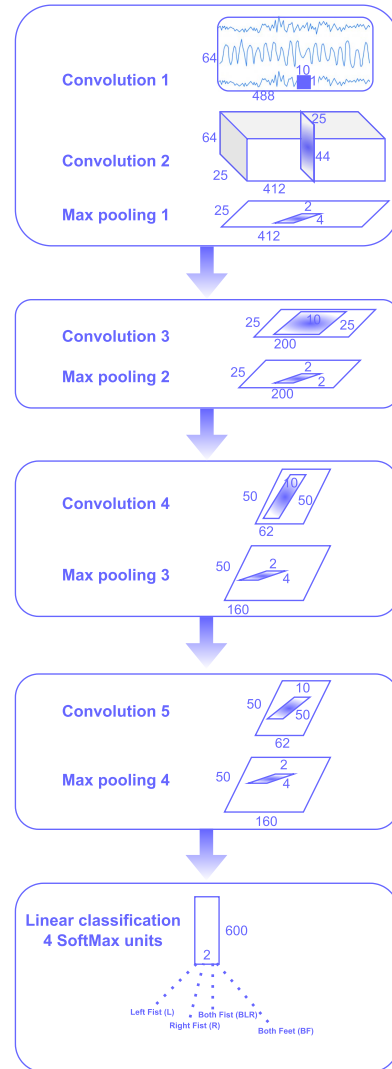 64
10
1
Convolution 1
488
25
64
44
Convolution 2
25
412
2
25
4
Max pooling 1
412
10
Convolution 3
25
25
200
2
Max pooling 2
25
2
200
10
50
50
Convolution 4
62
2
50
4
Max pooling 3
160
10
50
50
Convolution 5
62
2
50
4
Max pooling 4
160
Linear classification
4 SoftMax units
600
2
Left Fist (L)
Both Fist (BLR)
Right Fist (R)
Both Feet (BF)